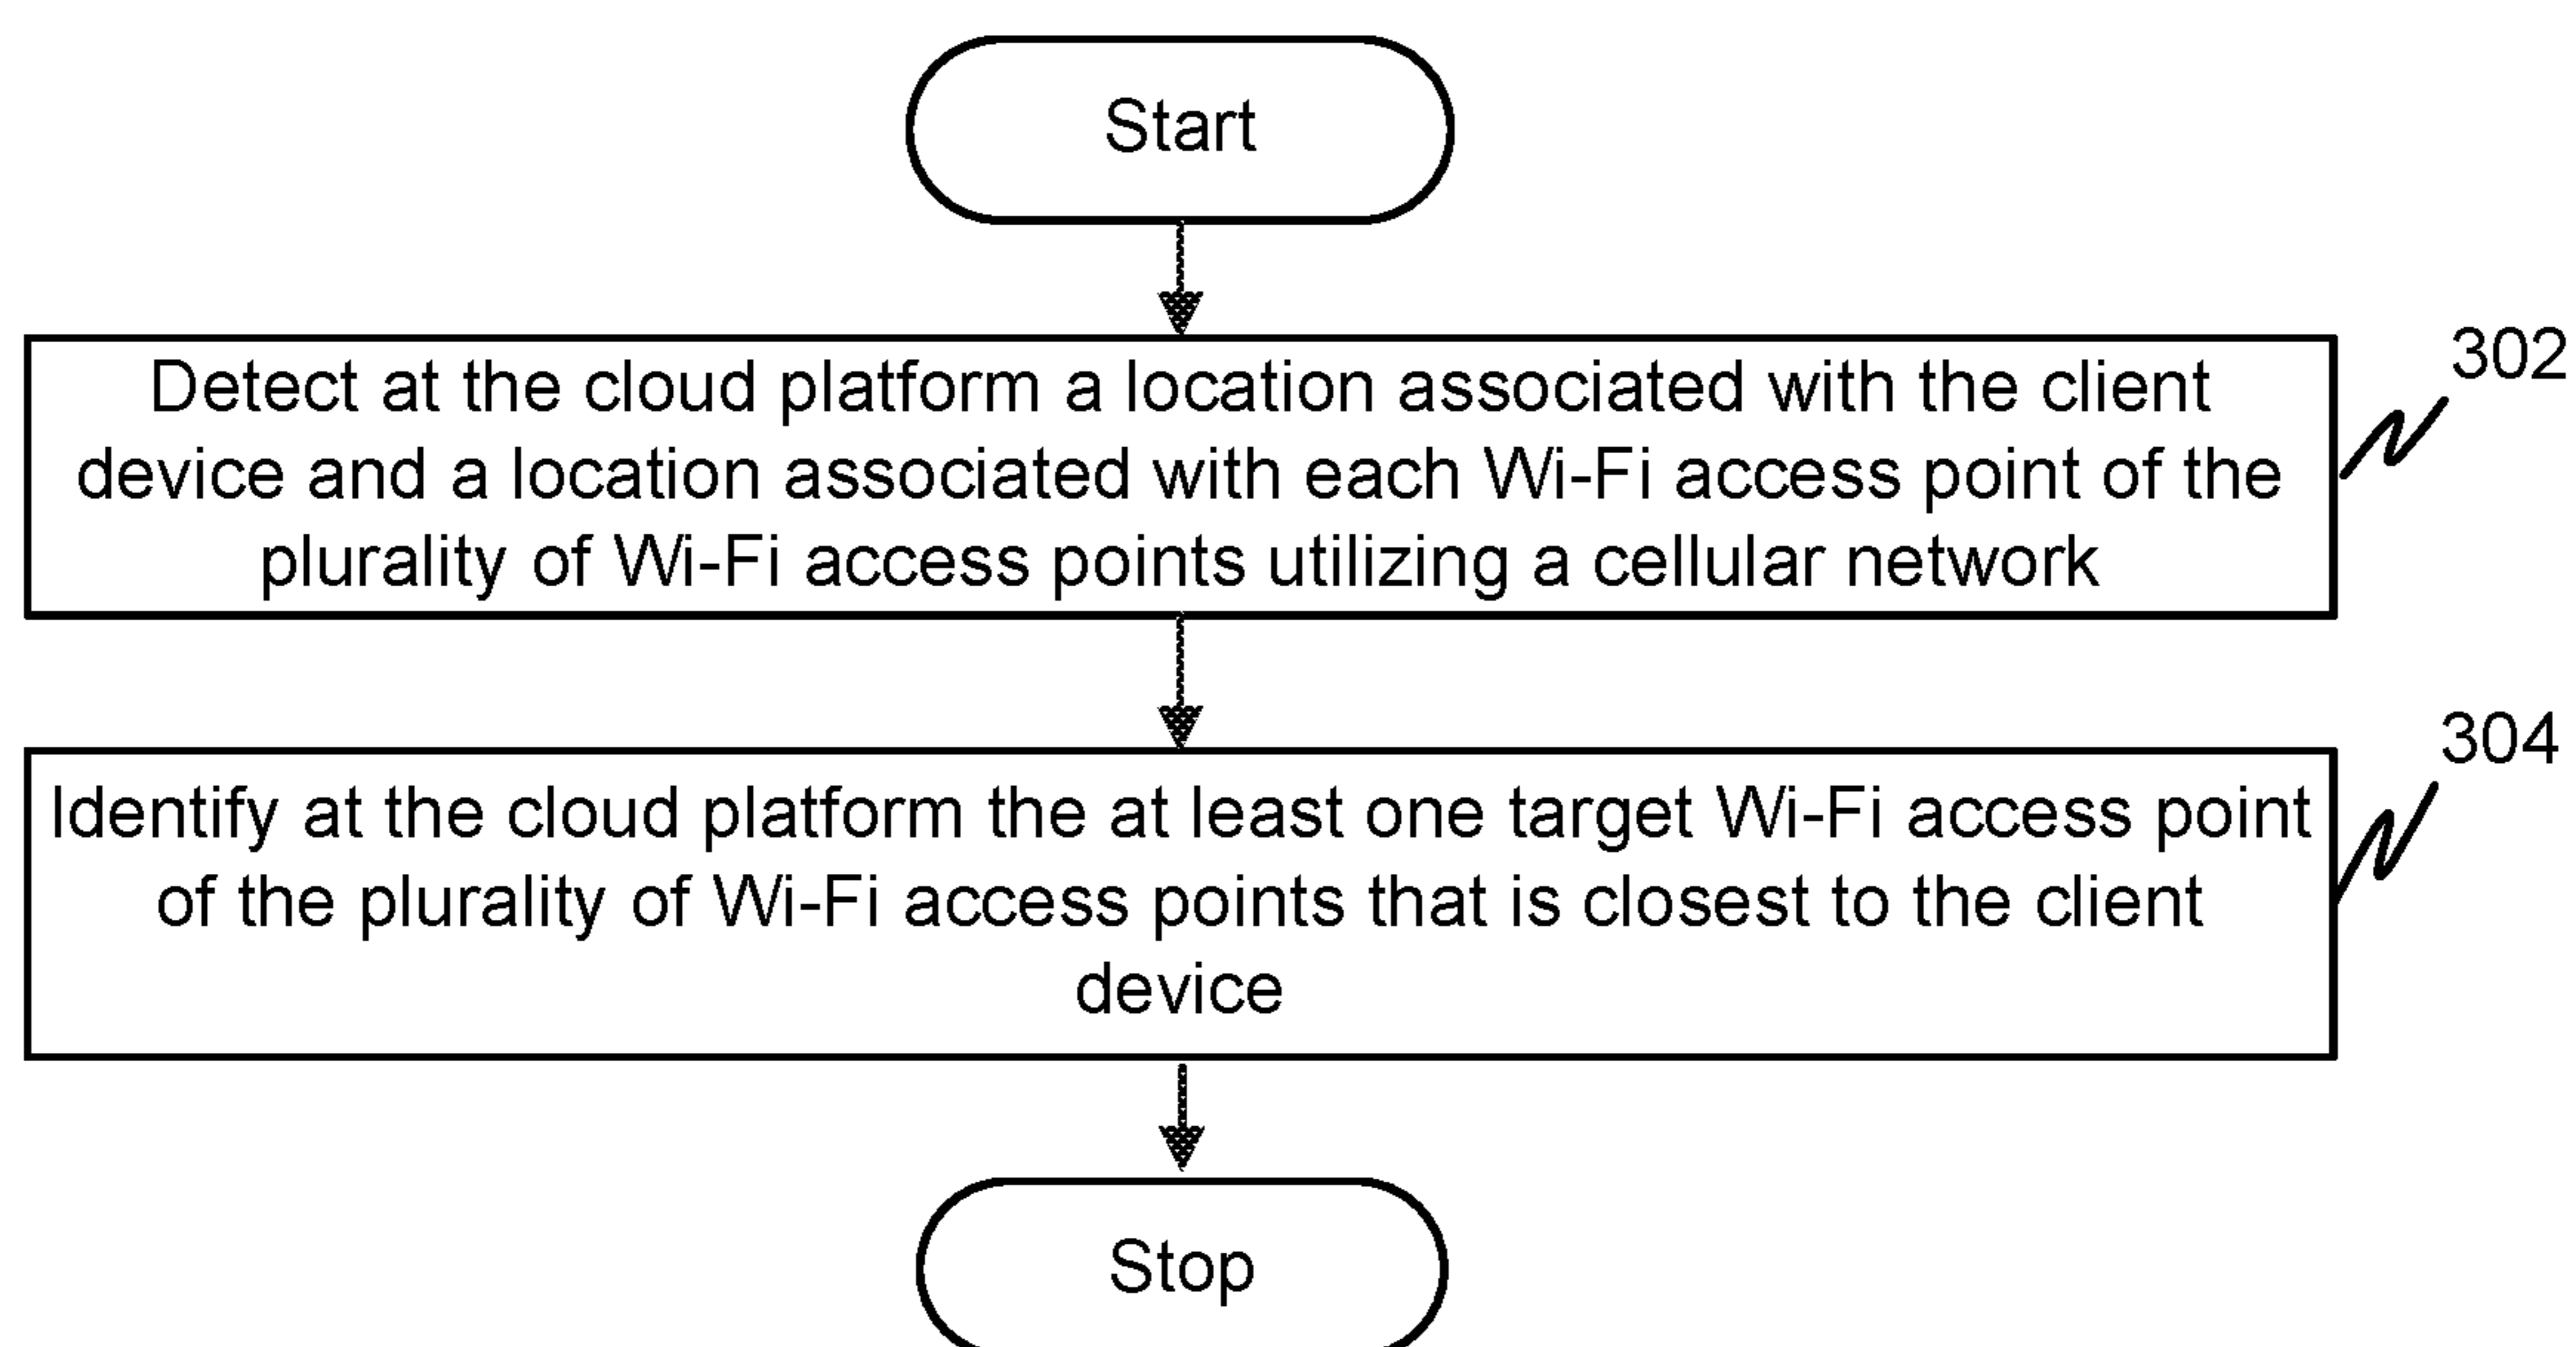 Start
Detect at the cloud platform a location associated with the client
device and a location associated with each Wi-Fi access point of the
plurality of Wi-Fi access points utilizing a cellular network
302
Identify at the cloud platform the at least one target Wi-Fi access point
of the plurality of Wi-Fi access points that is closest to the client
device
304
Stop